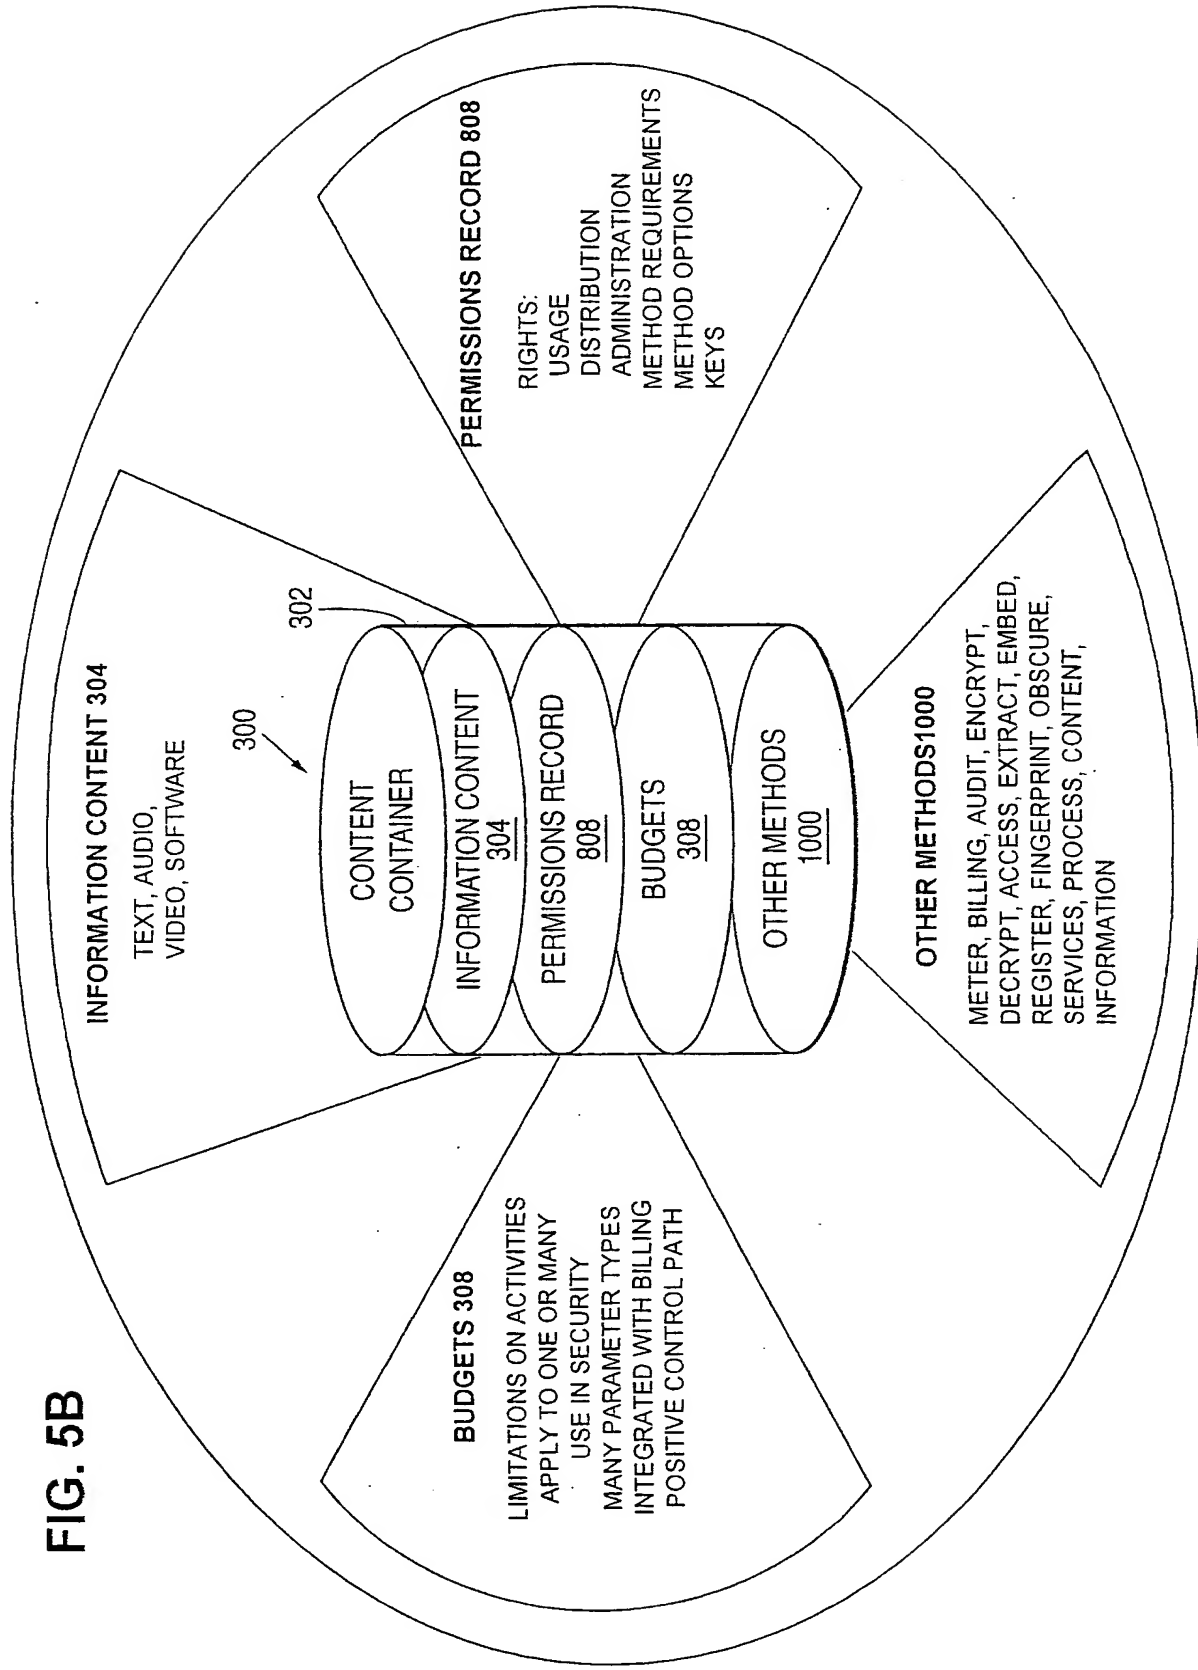 FIG. 5B
INFORMATION CONTENT 304
TEXT, AUDIO,
VIDEO, SOFTWARE
300
302
CONTENT
CONTAINER
INFORMATION CONTENT
304
PERMISSIONS RECORD
808
BUDGETS
308
OTHER METHODS
1000
BUDGETS 308
LIMITATIONS ON ACTIVITIES
APPLY TO ONE OR MANY
USE IN SECURITY
MANY PARAMETER TYPES
INTEGRATED WITH BILLING
POSITIVE CONTROL PATH
PERMISSIONS RECORD 808
RIGHTS:
USAGE
DISTRIBUTION
ADMINISTRATION
METHOD REQUIREMENTS
METHOD OPTIONS
KEYS
OTHER METHODS1000
METER, BILLING, AUDIT, ENCRYPT,
DECRYPT, ACCESS, EXTRACT, EMBED,
REGISTER, FINGERPRINT, OBSCURE,
SERVICES, PROCESS, CONTENT,
INFORMATION